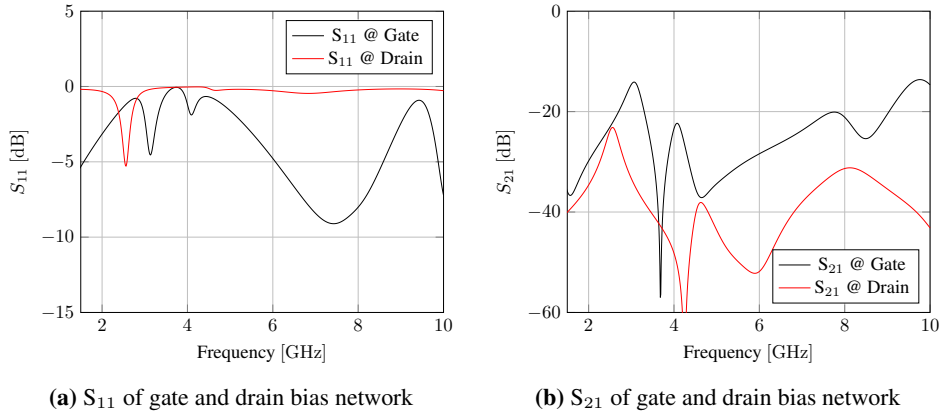 5
0
−5
−10
−15
2
4
6
8
10
Frequency [GHz]
S11 [dB]
S11 @ Gate
S11 @ Drain
(a) S11 of gate and drain bias network
−20
−40
−60
2
4
6
8
10
Frequency [GHz]
S21 [dB]
S21 @ Gate
S21 @ Drain
(b) S21 of gate and drain bias network